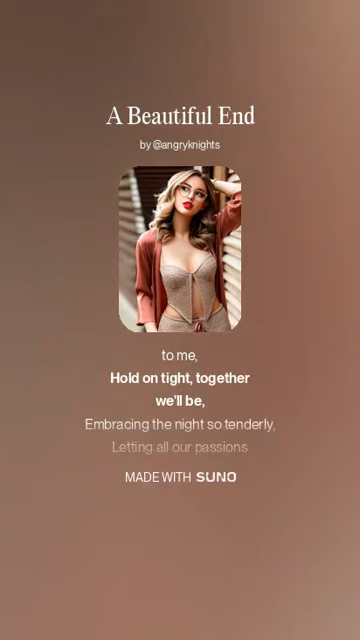 A Beautiful End
by @angryknights
to me,
Hold on tight, together
we'll be,
Embracing the night so tenderly,
Letting all our passions
MADE WITH SUNO